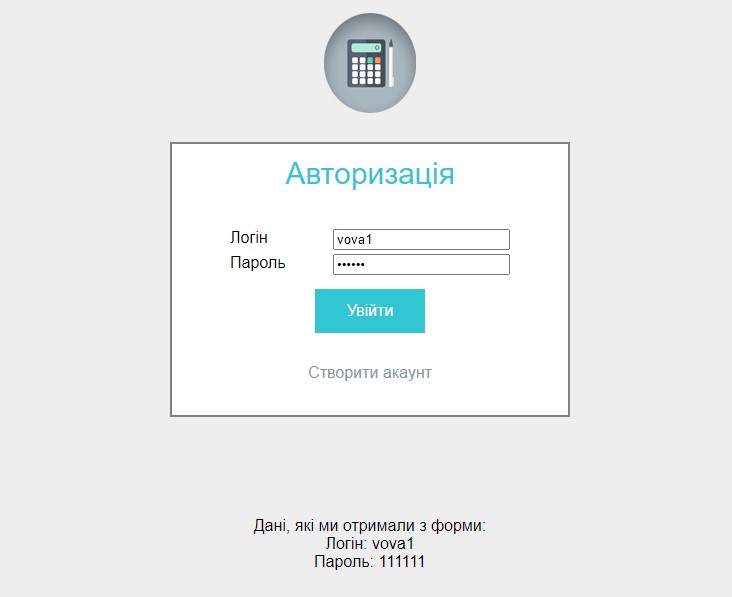 Авторизація
Логін vova1
Пароль ••••••
Увійти
Створити акаунт
Дані, які ми отримали з форми:
Логін: vova1
Пароль: 111111